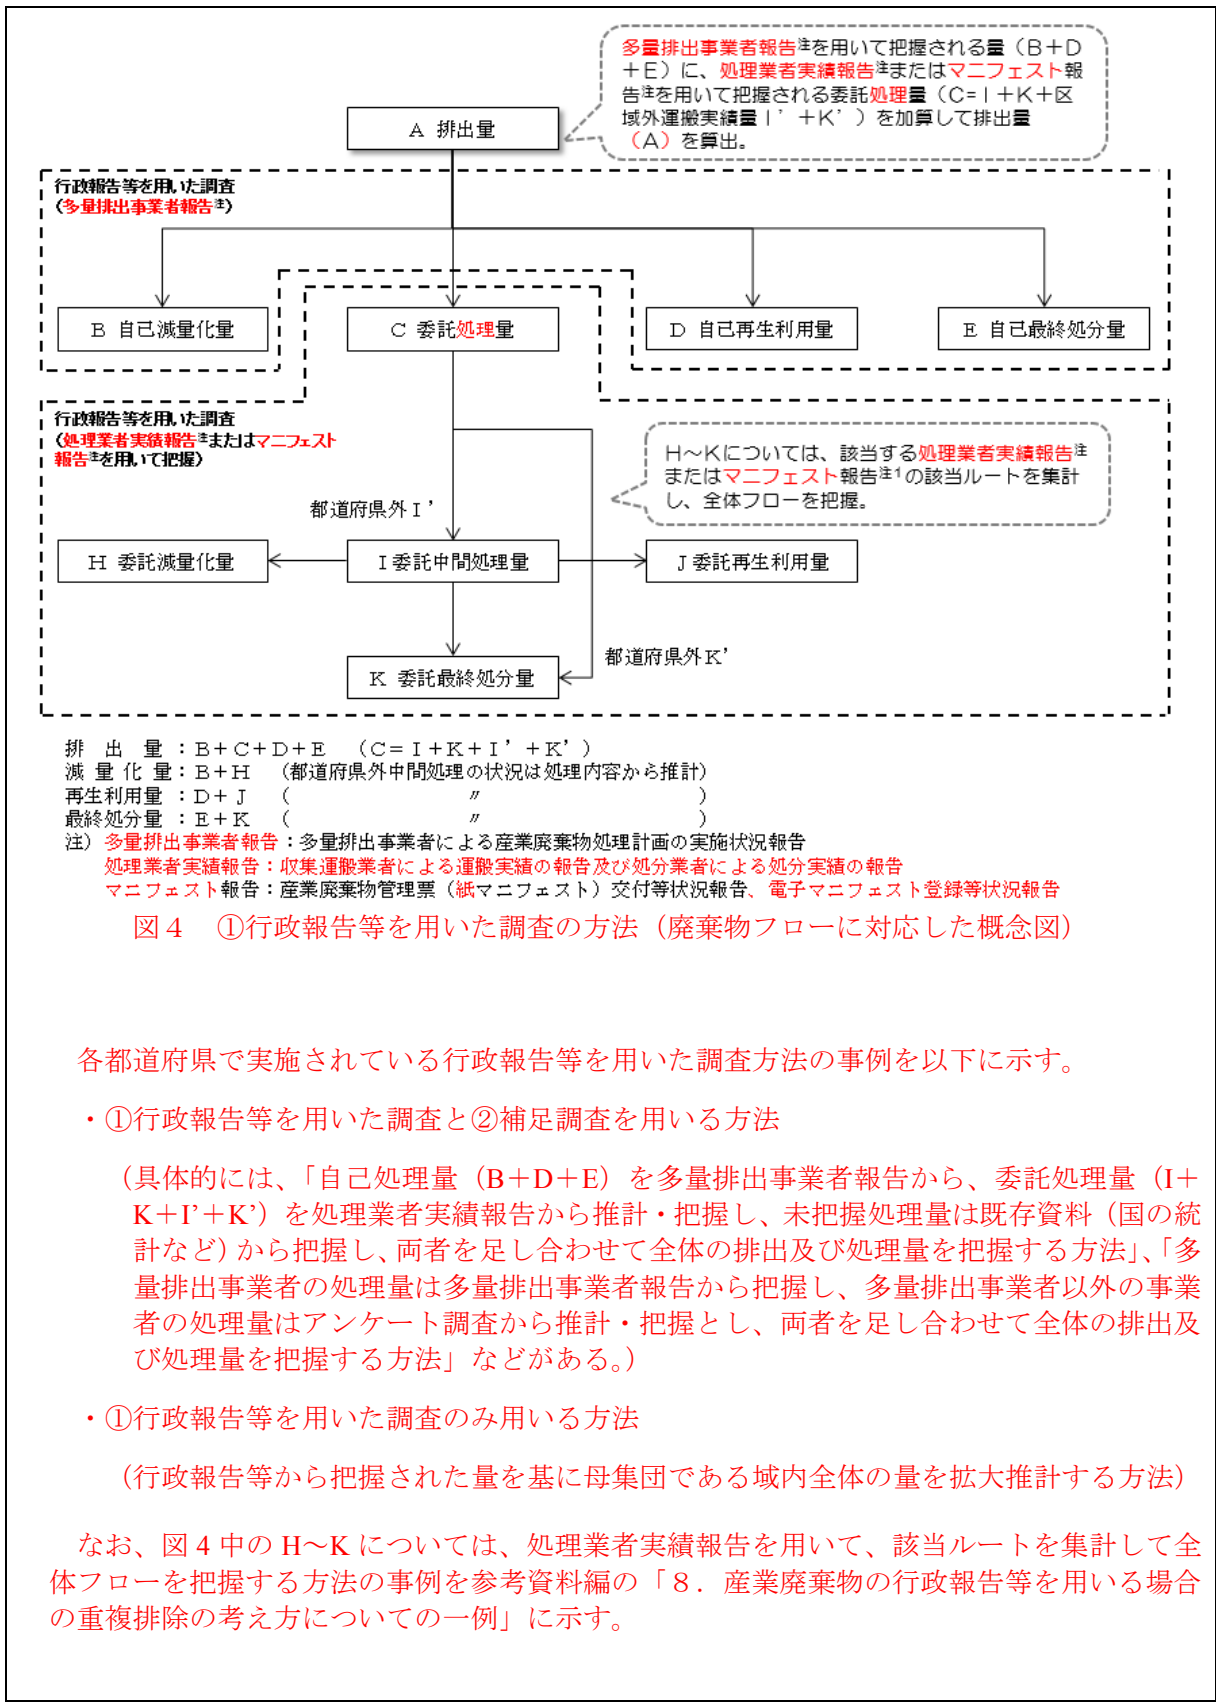 多量排出事業者報告注を用いて把握される量（Ｂ＋Ｄ
＋Ｅ）に、処理業者実績報告注またはマニフェスト報
告注を用いて把握される委託処理量（C=Ｉ＋Ｋ＋区
域外運搬実績量Ｉ’＋Ｋ’）を加算して排出量
（Ａ）を算出。
Ａ 排出量
行政報告等を用いた調査
（多量排出事業者報告注）
Ｂ 自己減量化量
Ｃ 委託処理量
Ｄ 自己再生利用量
Ｅ 自己最終処分量
行政報告等を用いた調査
（処理業者実績報告注またはマニフェスト
報告注を用いて把握）
Ｈ～Ｋについては、該当する処理業者実績報告注
またはマニフェスト報告注1の該当ルートを集計
し、全体フローを把握。
都道府県外Ｉ’
Ｈ 委託減量化量
Ｉ委託中間処理量
Ｊ委託再生利用量
都道府県外Ｋ’
Ｋ 委託最終処分量
排 出 量：Ｂ＋Ｃ＋Ｄ＋Ｅ （Ｃ＝Ｉ＋Ｋ＋Ｉ’＋Ｋ’）
減 量 化 量：Ｂ＋Ｈ （都道府県外中間処理の状況は処理内容から推計）
再生利用量：Ｄ＋Ｊ （ 〃 ）
最終処分量：Ｅ＋Ｋ （ 〃 ）
注）多量排出事業者報告：多量排出事業者による産業廃棄物処理計画の実施状況報告
処理業者実績報告：収集運搬業者による運搬実績の報告及び処分業者による処分実績の報告
マニフェスト報告：産業廃棄物管理票（紙マニフェスト）交付等状況報告、電子マニフェスト登録等状況報告
図４ ①行政報告等を用いた調査の方法（廃棄物フローに対応した概念図）
各都道府県で実施されている行政報告等を用いた調査方法の事例を以下に示す。
・①行政報告等を用いた調査と②補足調査を用いる方法
（具体的には、「自己処理量（B＋D＋E）を多量排出事業者報告から、委託処理量（I＋
K＋I’＋K’）を処理業者実績報告から推計・把握し、未把握処理量は既存資料（国の統
計など）から把握し、両者を足し合わせて全体の排出及び処理量を把握する方法」、「多
量排出事業者の処理量は多量排出事業者報告から把握し、多量排出事業者以外の事業
者の処理量はアンケート調査から推計・把握とし、両者を足し合わせて全体の排出及
び処理量を把握する方法」などがある。）
・①行政報告等を用いた調査のみ用いる方法
（行政報告等から把握された量を基に母集団である域内全体の量を拡大推計する方法）
なお、図4中のH～Kについては、処理業者実績報告を用いて、該当ルートを集計して全
体フローを把握する方法の事例を参考資料編の「８．産業廃棄物の行政報告等を用いる場合
の重複排除の考え方についての一例」に示す。